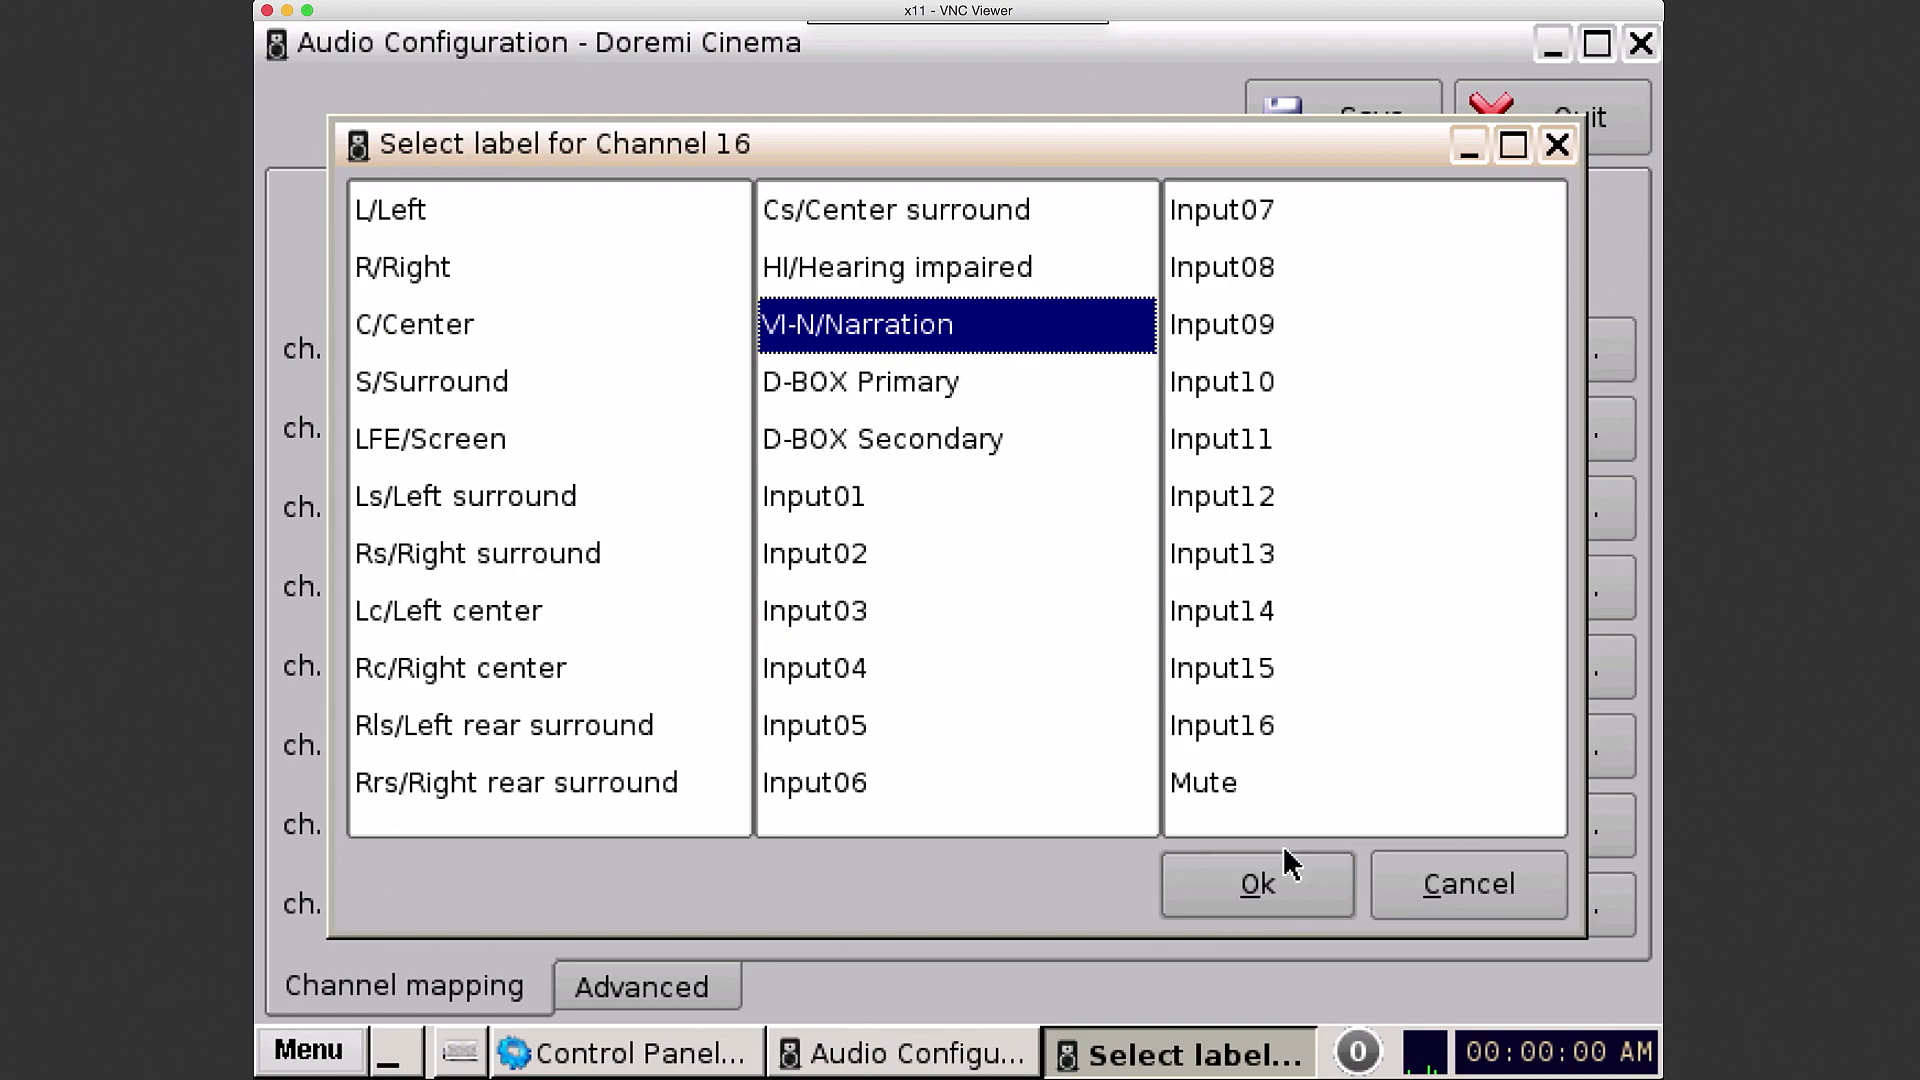 x11 - VNC Viewer
Audio Configuration - Doremi Cinema
Save
Quit
Select label for Channel 16
L/Left
R/Right
C/Center
S/Surround
LFE/Screen
Ls/Left surround
Rs/Right surround
Lc/Left center
Rc/Right center
Rls/Left rear surround
Rrs/Right rear surround
Cs/Center surround
HI/Hearing impaired
VI-N/Narration
D-BOX Primary
D-BOX Secondary
Input01
Input02
Input03
Input04
Input05
Input06
Input07
Input08
Input09
Input10
Input11
Input12
Input13
Input14
Input15
Input16
Mute
ch.
ch.
ch.
ch.
ch.
ch.
ch.
ch.
Ok
Cancel
Channel mapping
Advanced
Menu
Control Panel...
Audio Configu...
Select label...
0
00:00:00 AM